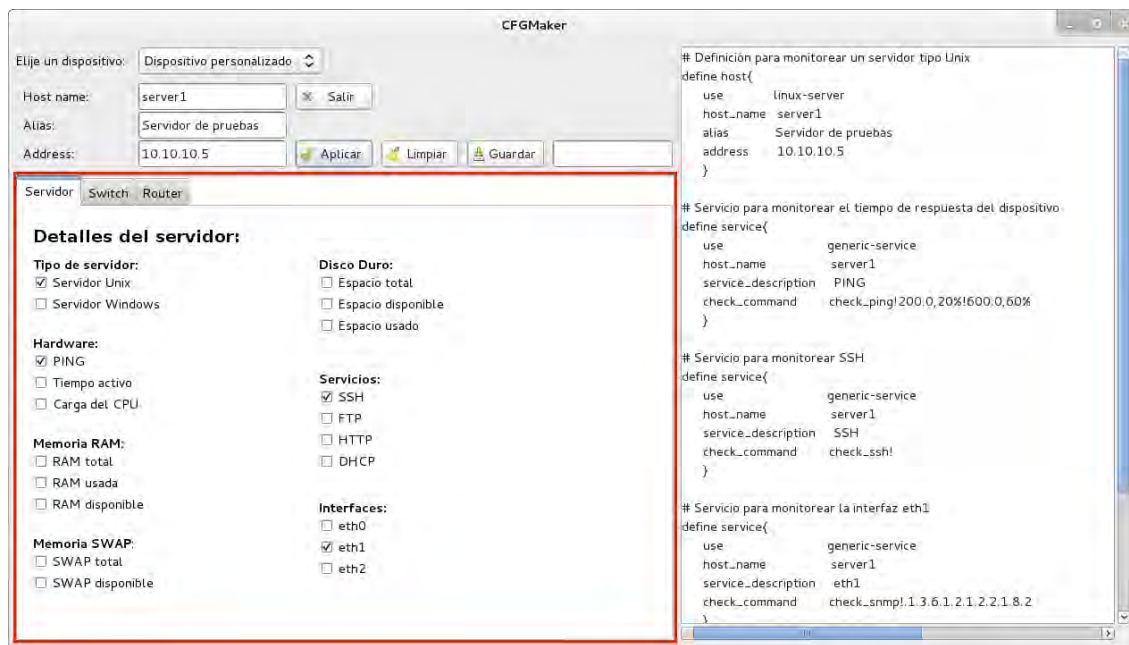 CFGMaker
Elije un dispositivo: Dispositivo personalizado
Host name: server1 Salir
Alias: Servidor de pruebas
Address: 10.10.10.5 Aplicar Limpiar Guardar
Servidor Switch Router
Detalles del servidor:
Tipo de servidor:
Servidor Unix
Servidor Windows
Hardware:
PING
Tiempo activo
Carga del CPU
Memoria RAM:
RAM total
RAM usada
RAM disponible
Memoria SWAP:
SWAP total
SWAP disponible
Disco Duro:
Espacio total
Espacio disponible
Espacio usado
Servicios:
SSH
FTP
HTTP
DHCP
Interfaces:
eth0
eth1
eth2
# Definición para monitorear un servidor tipo Unix
define host{
use linux-server
host_name server1
alias Servidor de pruebas
address 10.10.10.5
}
# Servicio para monitorear el tiempo de respuesta del dispositivo
define service{
use generic-service
host_name server1
service_description PING
check_command check_ping!200.0,20%!600.0,60%
}
# Servicio para monitorear SSH
define service{
use generic-service
host_name server1
service_description SSH
check_command check_ssh!
}
# Servicio para monitorear la interfaz eth1
define service{
use generic-service
host_name server1
service_description eth1
check_command check_snmp!.1.3.6.1.2.1.2.2.1.8.2
}